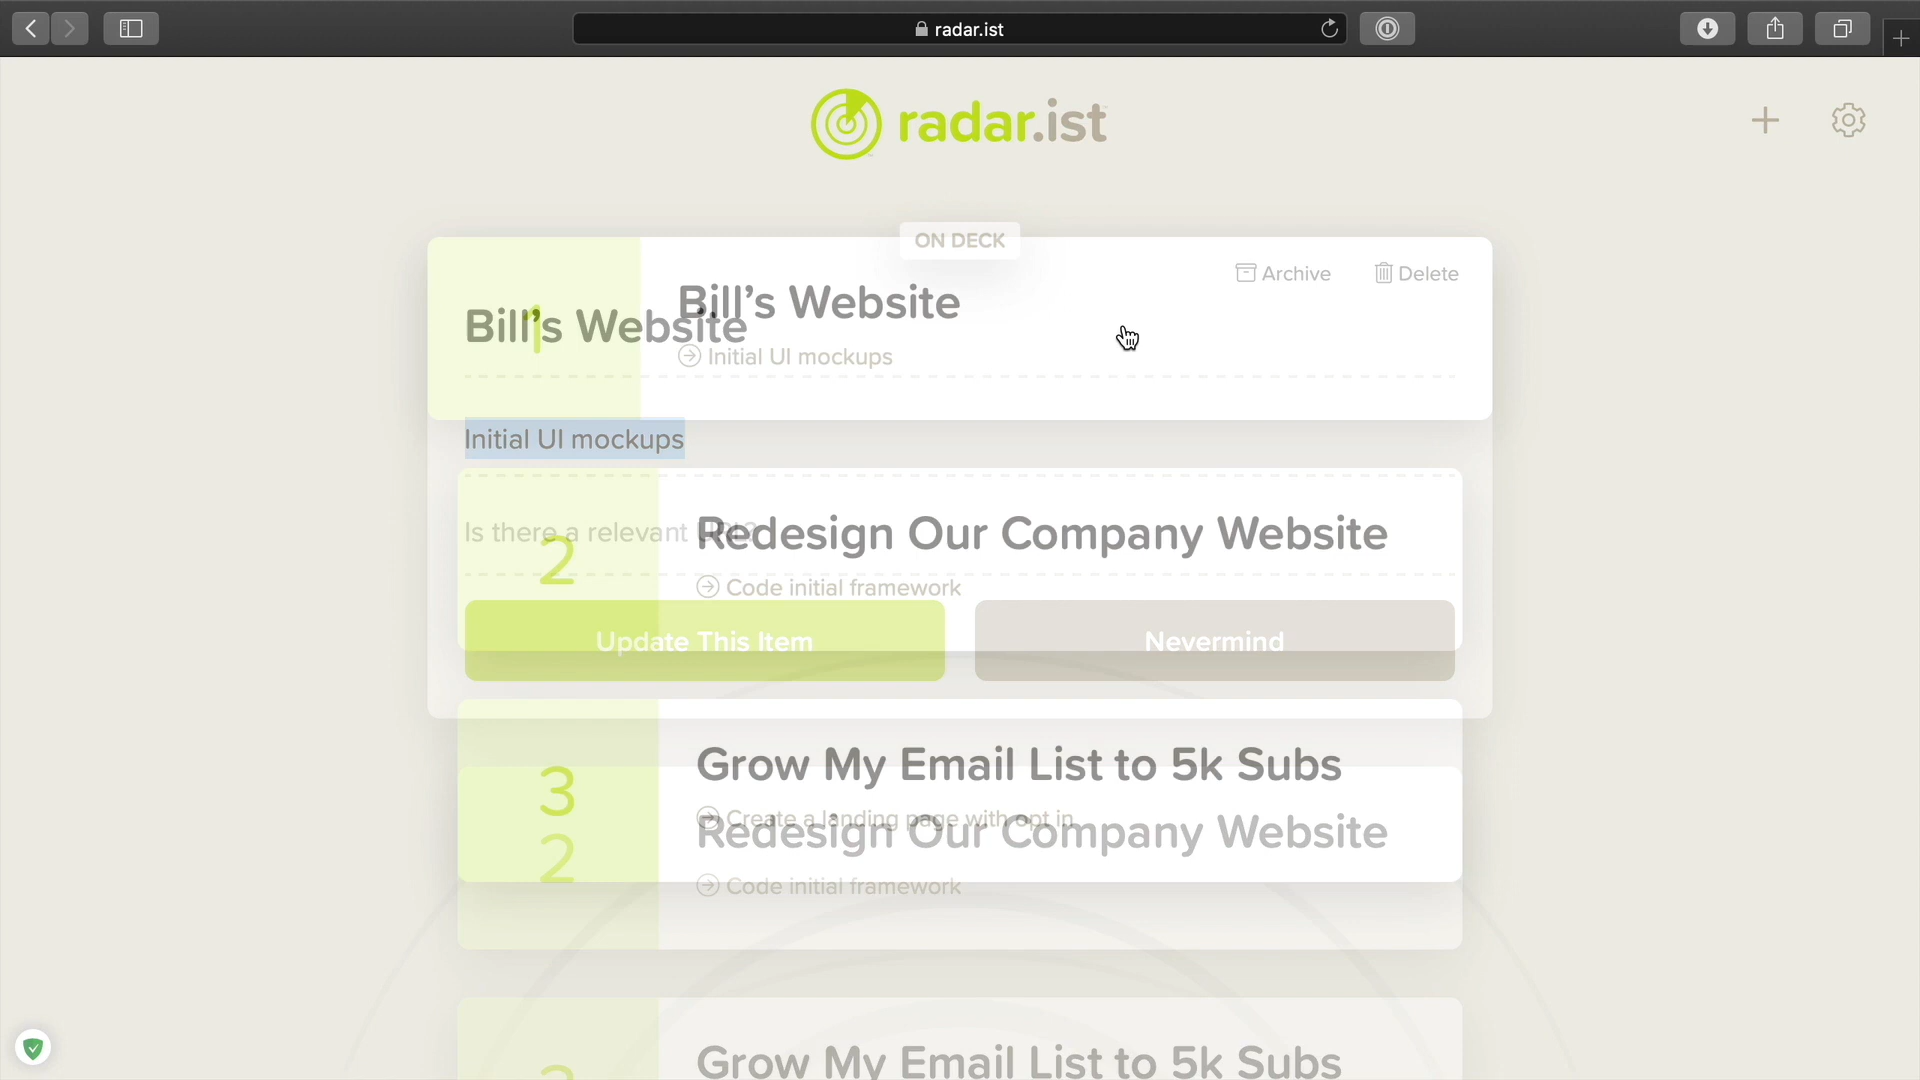 radar.ist
radar.ist
ON DECK
Archive
Delete
Bill's Website
1
Bill's Website
Initial UI mockups
Initial UI mockups
Redesign Our Company Website
Is there a relevant URL?
2
Code initial framework
Update This Item
Nevermind
Grow My Email List to 5k Subs
3
Create a landing page with opt in
Redesign Our Company Website
2
Code initial framework
Grow My Email List to 5k Subs